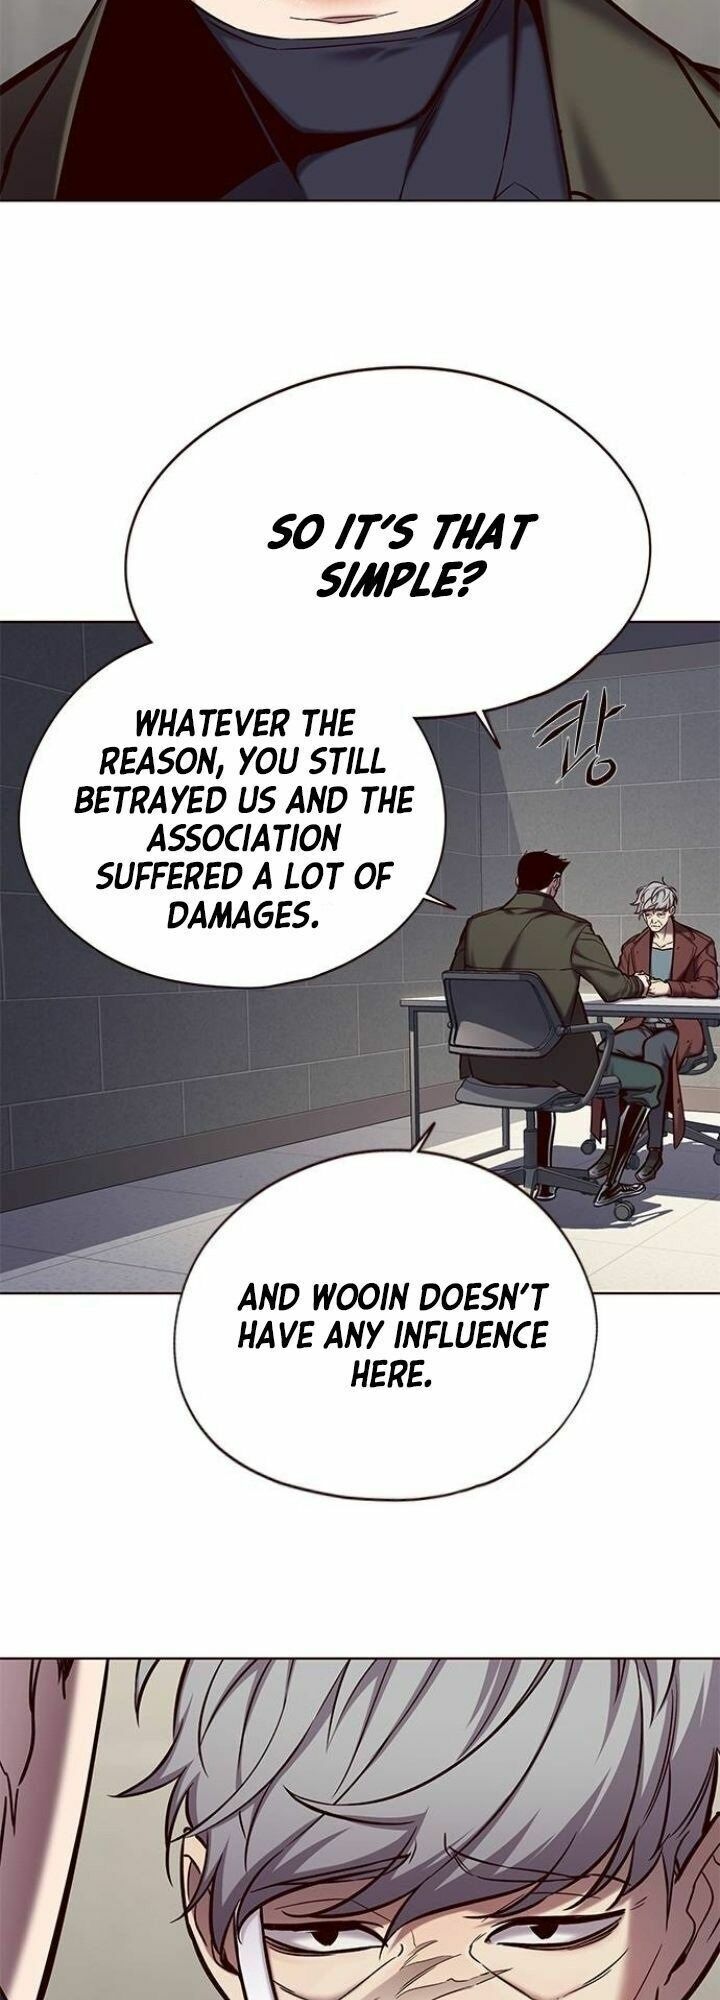 SO IT'S THAT
SIMPLE?
WHATEVER THE
REASON, YOU STILL
BETRAYED US AND THE
ASSOCIATION
SUFFERED A LOT OF
DAMAGES.
쾅
AND WOOIN DOESN'T
HAVE ANY INFLUENCE
HERE.